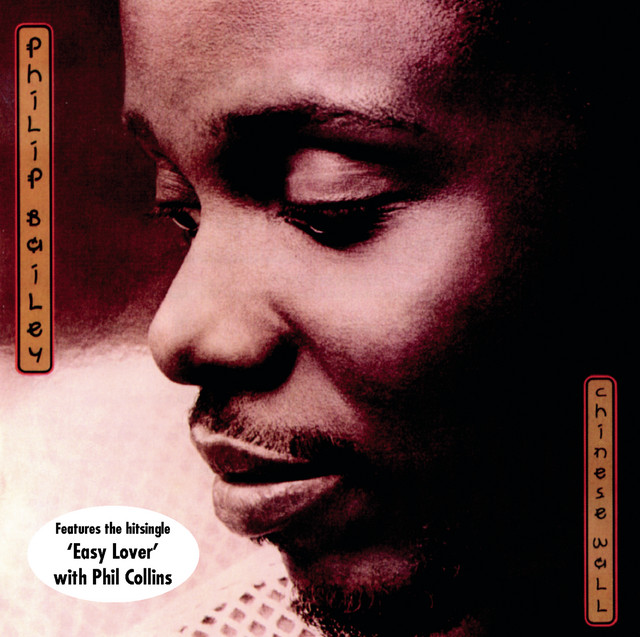 Philip Bailey
Chinese Wall
Features the hitsingle
'Easy Lover'
with Phil Collins